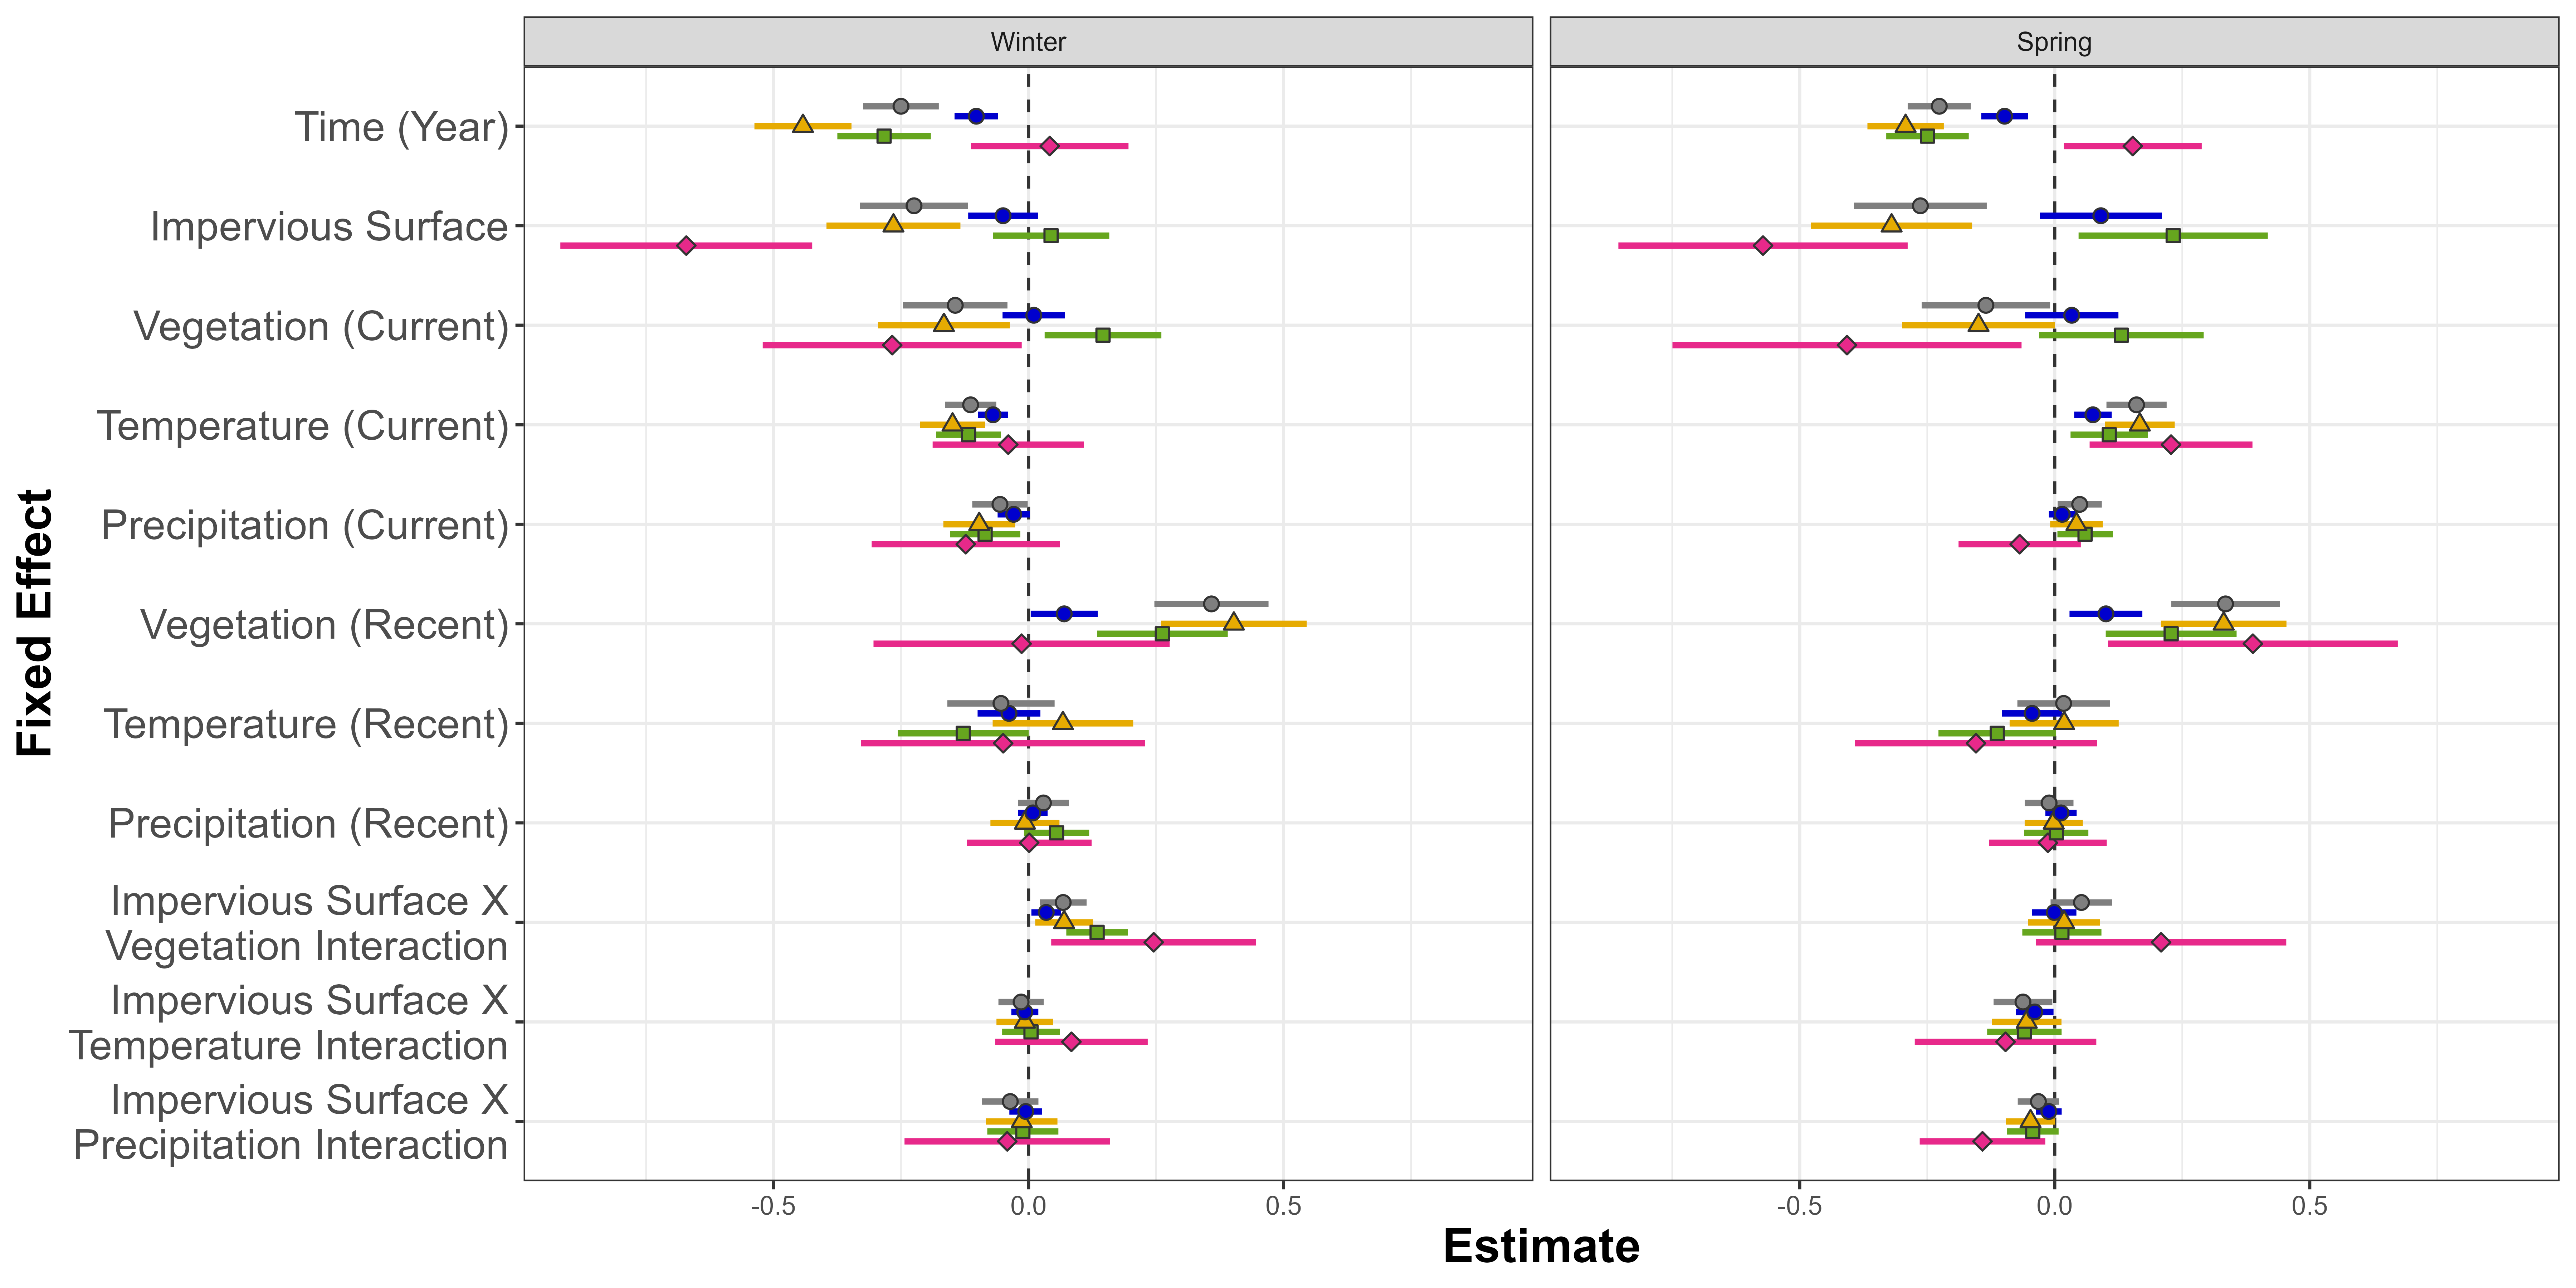 Winter
Spring
Fixed Effect
Time (Year)
Impervious Surface
Vegetation (Current)
Temperature (Current)
Precipitation (Current)
Vegetation (Recent)
Temperature (Recent)
Precipitation (Recent)
Impervious Surface X
Vegetation Interaction
Impervious Surface X
Temperature Interaction
Impervious Surface X
Precipitation Interaction
-0.5 0.0 0.5
-0.5 0.0 0.5
Estimate